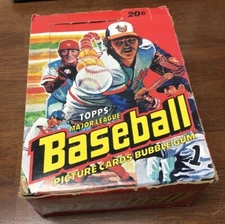 20¢
TOPPS
MAJOR LEAGUE
Baseball
PICTURE CARDS BUBBLE GUM